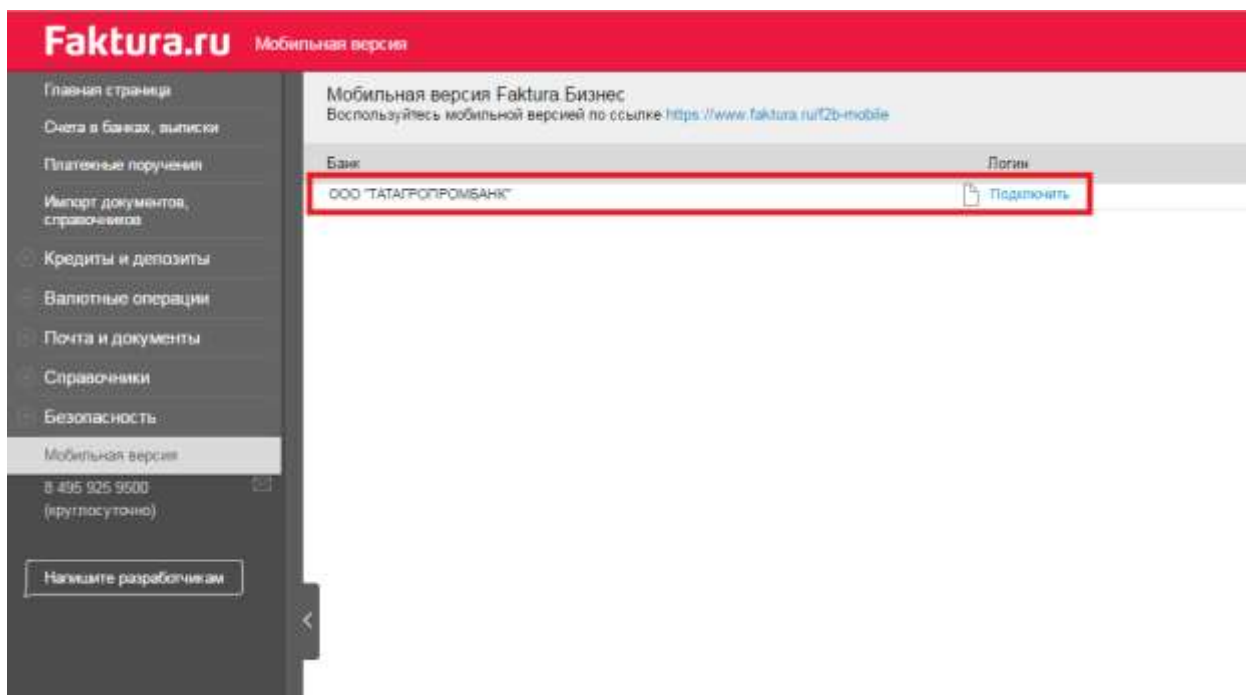 Faktura.ru Мобильная версия
Главная страница
Счета в банках, выписки
Платежные поручения
Импорт документов,
справочников
Кредиты и депозиты
Валютные операции
Почта и документы
Справочники
Безопасность
Мобильная версия
8 495 925 9500
(круглосуточно)
Напишите разработчикам
Мобильная версия Faktura.Бизнес
Воспользуйтесь мобильной версией по ссылке https://www.faktura.ru/f2b-mobile
Банк Логин
ООО "ТАТАГРОПРОМБАНК" Подключить